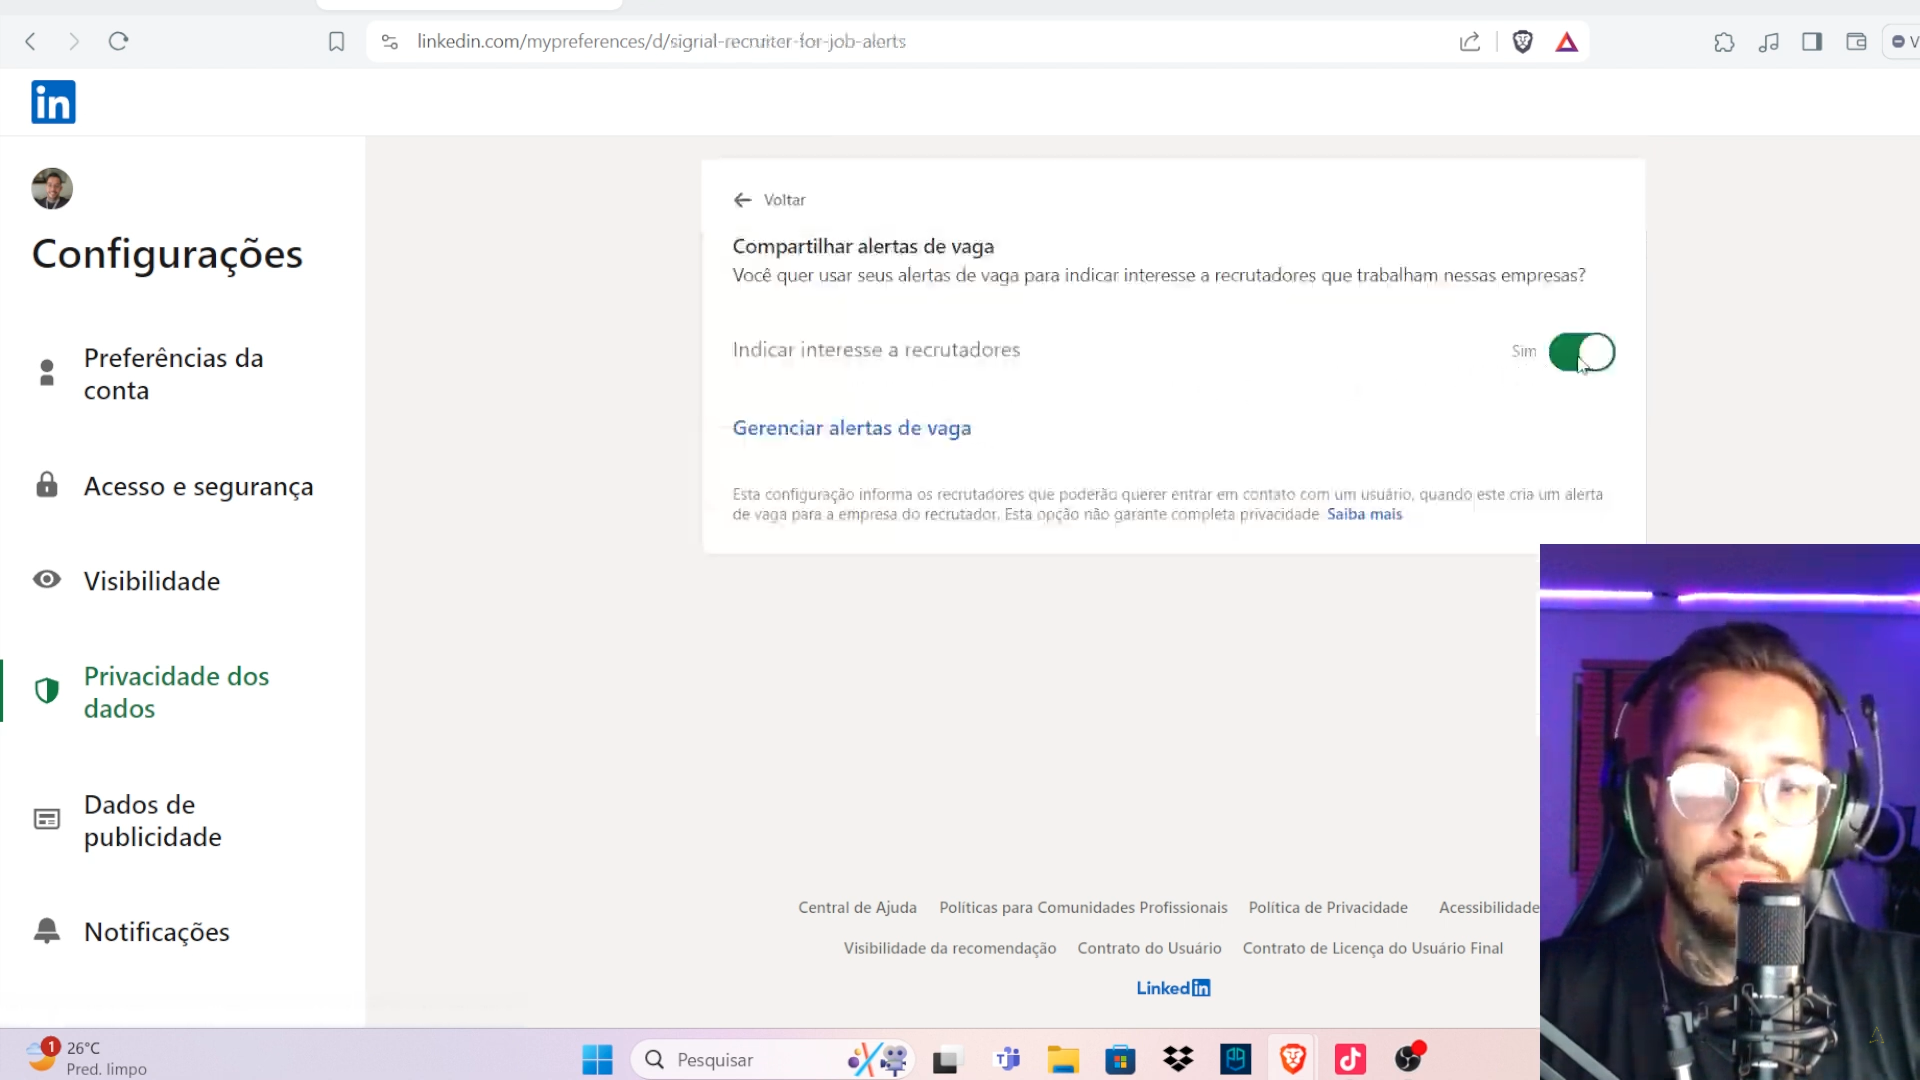 linkedin.com/mypreferences/d/sigrial-recruiter-for-job-alerts
V
in
Configurações
Preferências da
conta
Acesso e segurança
Visibilidade
Privacidade dos
dados
Dados de
publicidade
Notificações
Voltar
Compartilhar alertas de vaga
Você quer usar seus alertas de vaga para indicar interesse a recrutadores que trabalham nessas empresas?
Indicar interesse a recrutadores
Sim
Gerenciar alertas de vaga
Esta configuração informa os recrutadores que poderão querer entrar em contato com um usuário, quando este cria um alerta
de vaga para a empresa do recrutador. Esta opção não garante completa privacidade Saiba mais
Central de Ajuda Políticas para Comunidades Profissionais Política de Privacidade Acessibilidade
Visibilidade da recomendação Contrato do Usuário Contrato de Licença do Usuário Final
Linked in
1
26°C
Pred. limpo
Pesquisar